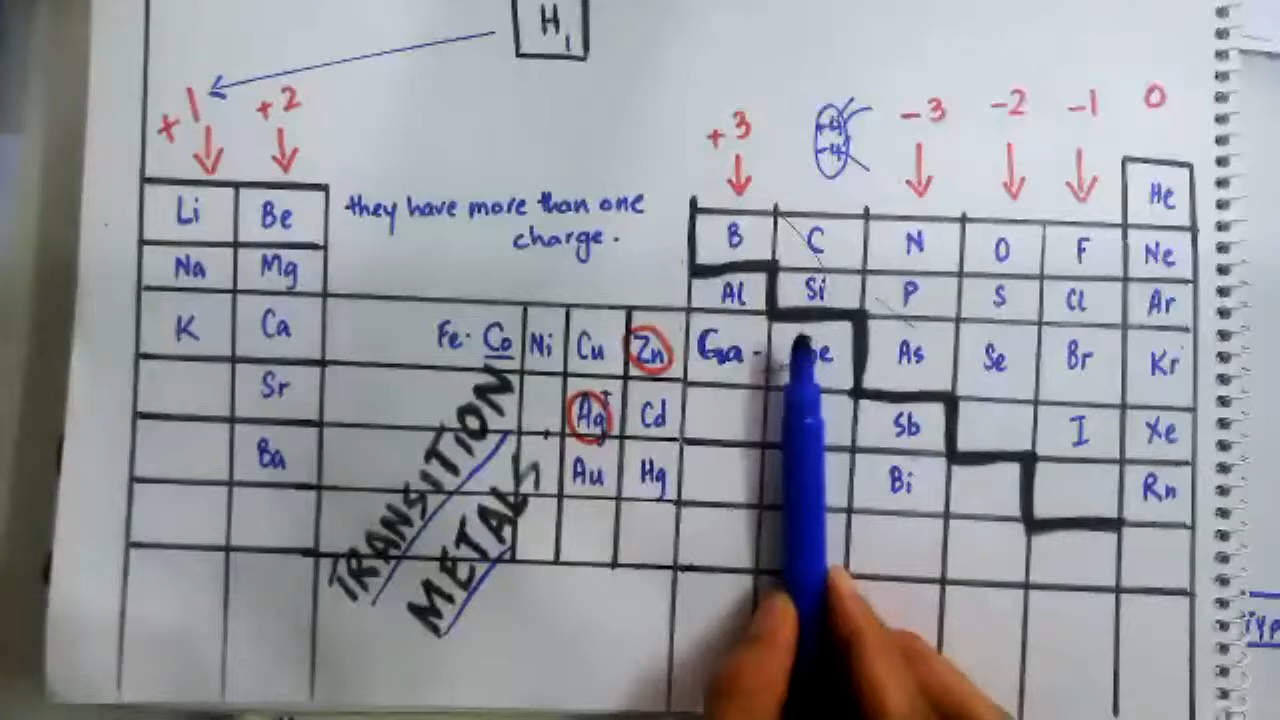 H1
+1 +2 +3 -3 -2 -1 0
He
Li Be they have more than one B C N O F Ne
charge.
Na Mg Al Si P S Cl Ar
K Ca Fe. Co Ni Cu Zn Ga As Se Br Kr
Sr Ag+ Cd Sb I Xe
Ba Au Hg Bi Rn
TRANSITION
METALS